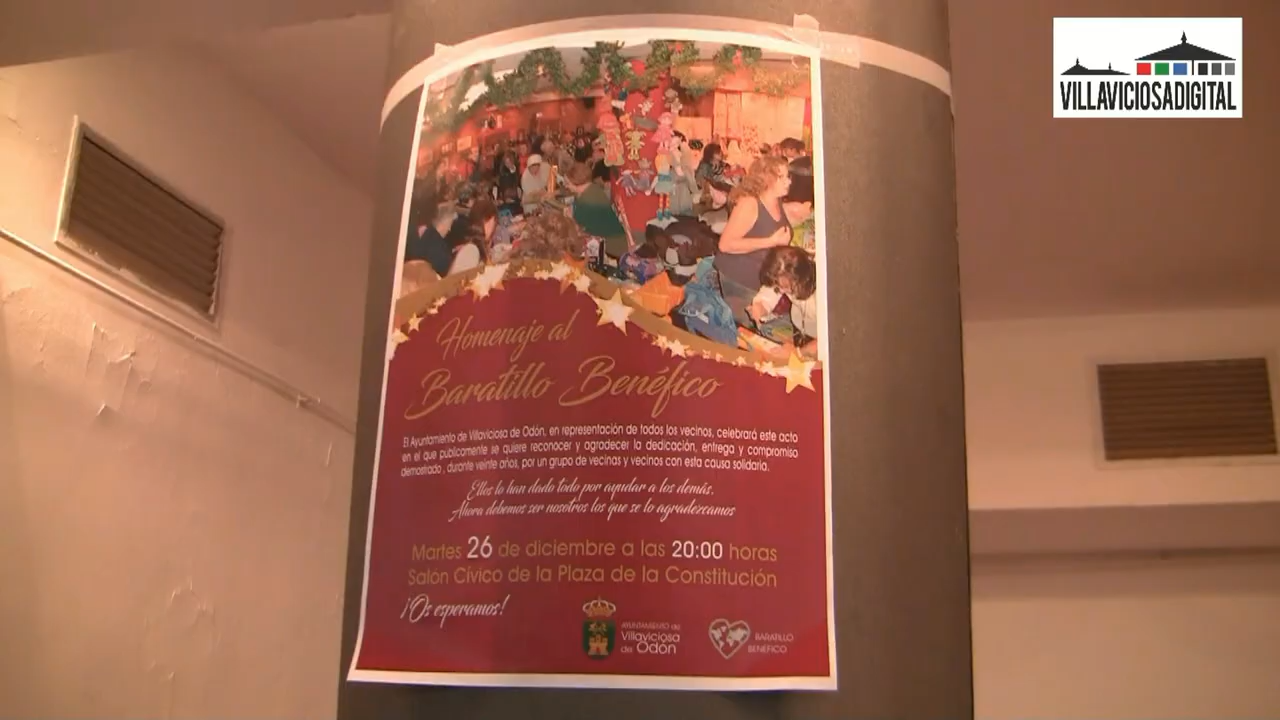 VILLAVICIOSADIGITAL
Homenaje al
Baratillo Benéfico
El Ayuntamiento de Villaviciosa de Odón, en representación de todos los vecinos, celebrará este acto
en el que publicamente se quiere reconocer y agradecer la dedicación, entrega y compromiso
demostrado , durante veinte años, por un grupo de vecinas y vecinos con esta causa solidaria.
Ellos lo han dado todo por ayudar a los demás.
Ahora debemos ser nosotros los que se lo agradezcamos
Martes 26 de diciembre a las 20:00 horas
Salón Cívico de la Plaza de la Constitución
¡Os esperamos!
AYUNTAMIENTO de
Villaviciosa
de Odón
BARATILLO
BENÉFICO